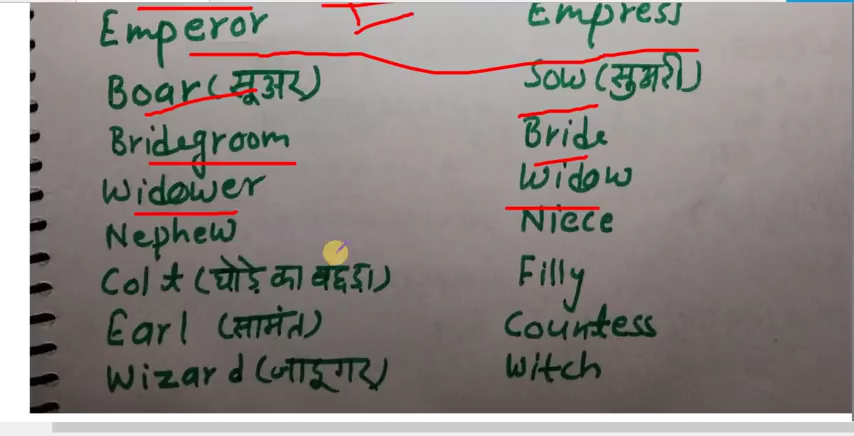 Emperor Empress
Boar (सूअर) Sow (सुअरी)
Bridegroom Bride
Widower Widow
Nephew Niece
Colt (घोड़े का बछड़ा) Filly
Earl (सामंत) Countess
Wizard (जादूगर) Witch